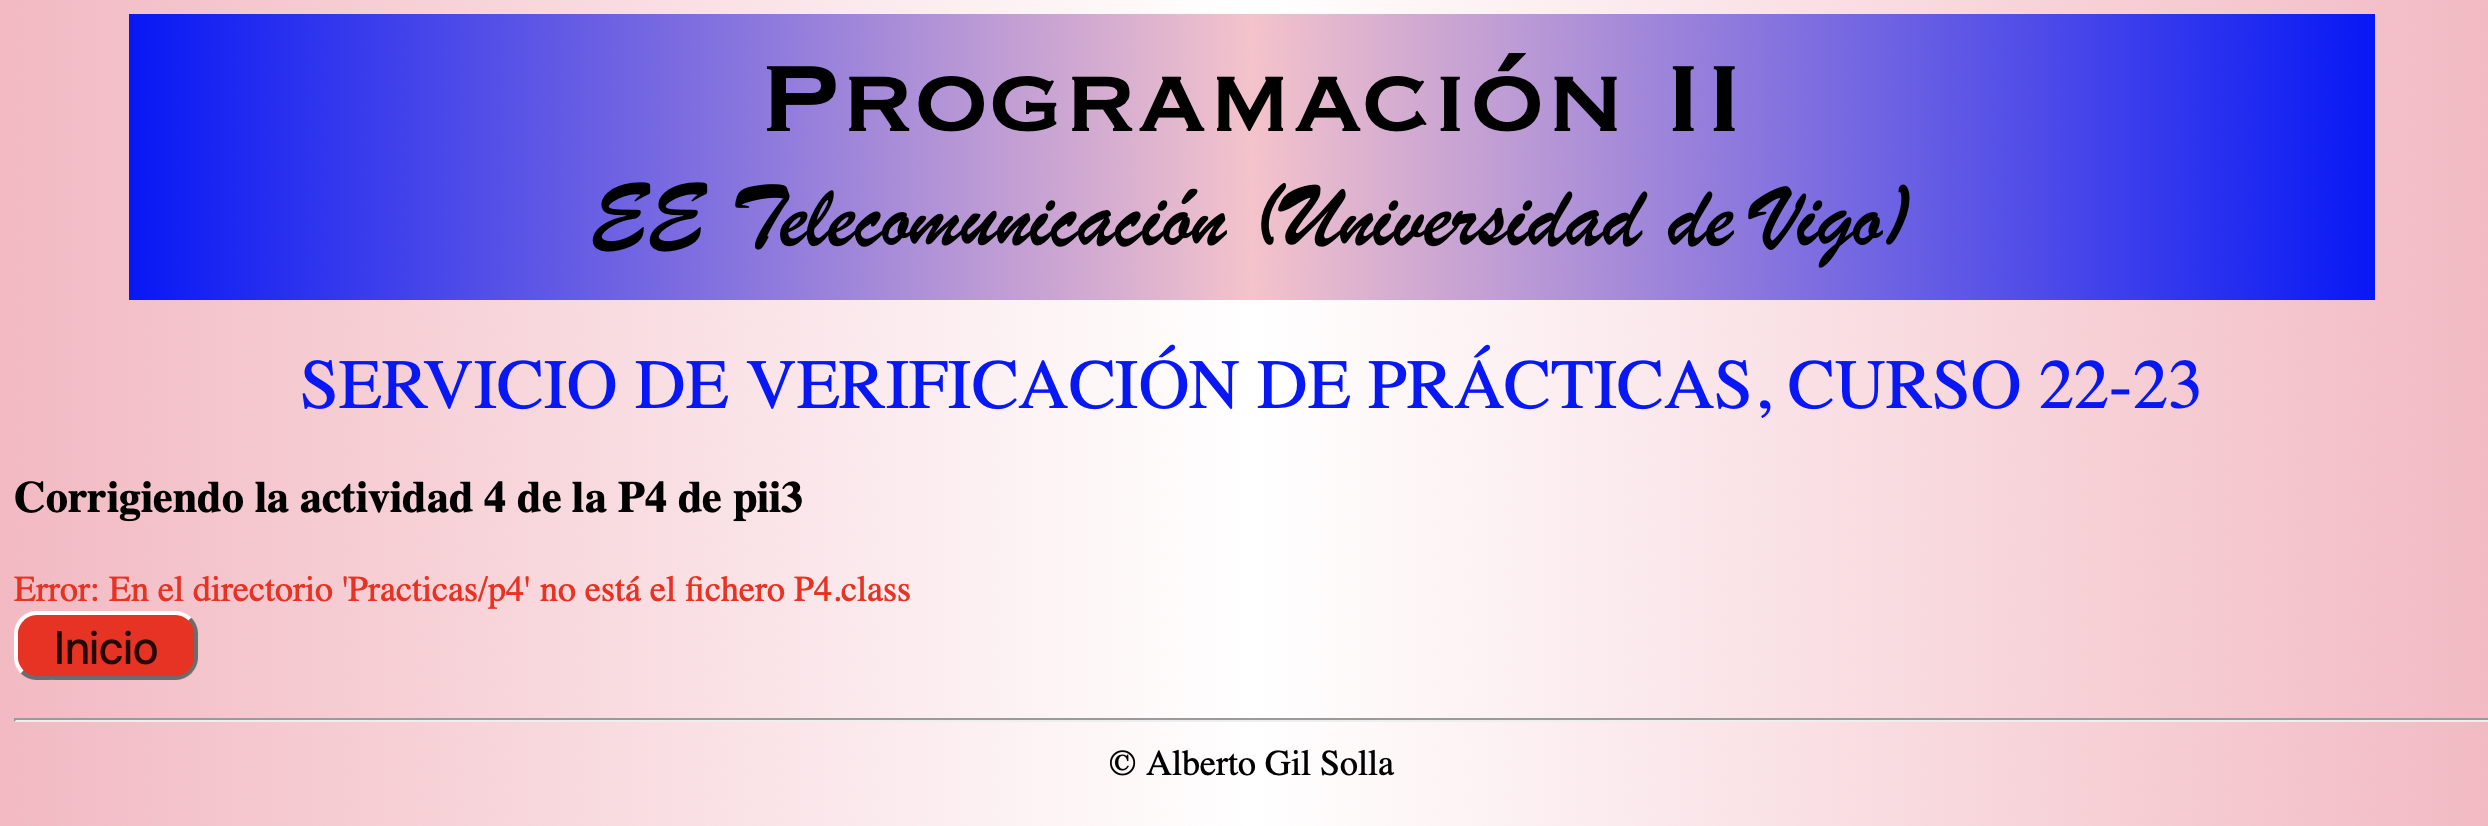 PROGRAMACIÓN II
EE Telecomunicación (Universidad de Vigo)
SERVICIO DE VERIFICACIÓN DE PRÁCTICAS, CURSO 22-23
Corrigiendo la actividad 4 de la P4 de pii3
Error: En el directorio 'Practicas/p4' no está el fichero P4.class
Inicio
© Alberto Gil Solla